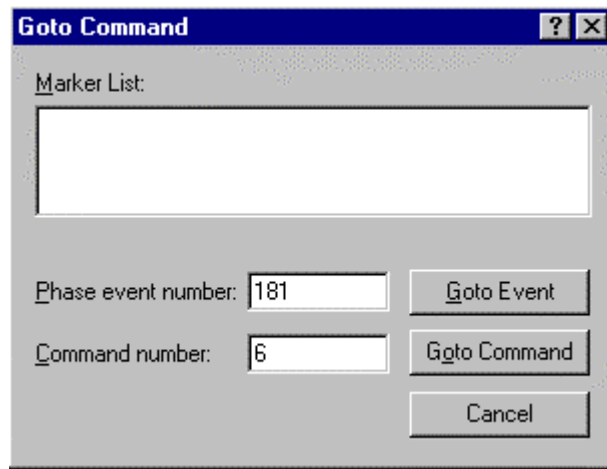 Goto Command ? ×
Marker List:
Phase event number: 181 Goto Event
Command number: 6 Goto Command
Cancel